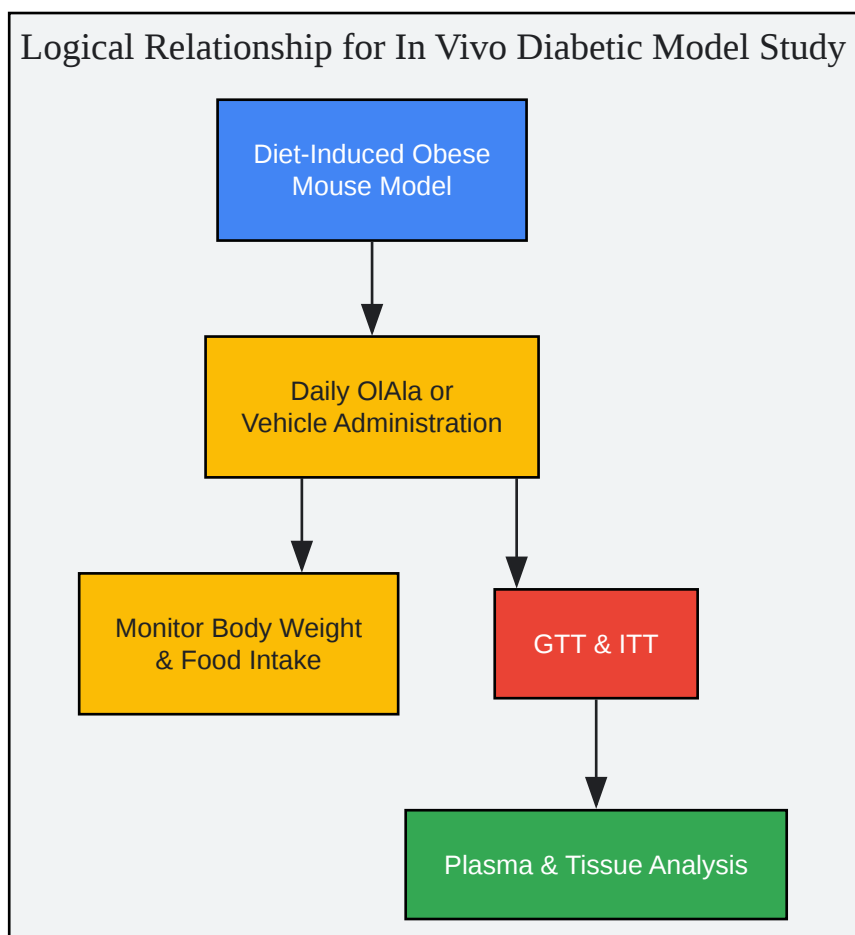 Logical Relationship for In Vivo Diabetic Model Study
Diet-Induced Obese
Mouse Model
Daily OlAla or
Vehicle Administration
Monitor Body Weight
& Food Intake
GTT & ITT
Plasma & Tissue Analysis